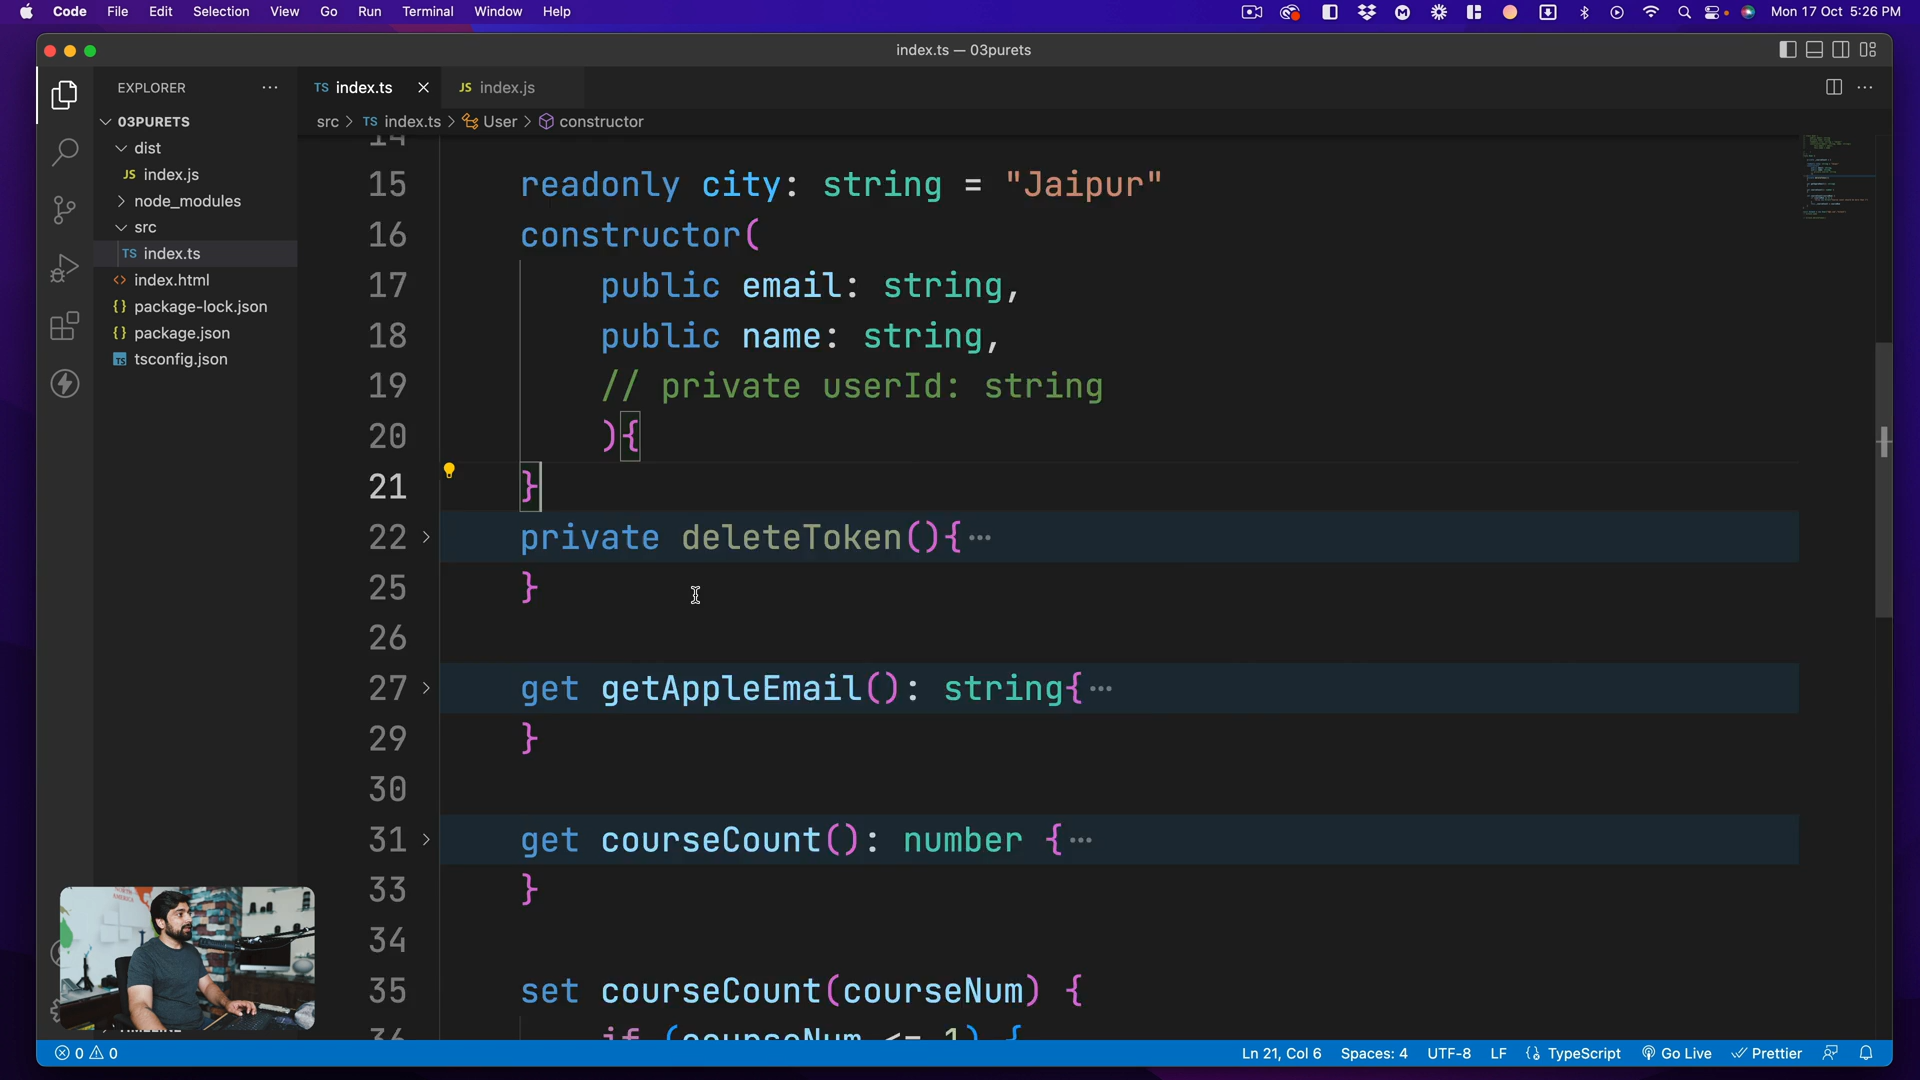 Code File Edit Selection View Go Run Terminal Window Help
Mon 17 Oct 5:26 PM
index.ts — 03purets
EXPLORER
03PURETS
dist
JS index.js
node_modules
src
TS index.ts
index.html
package-lock.json
package.json
tsconfig.json
TS index.ts
JS index.js
src > TS index.ts > User > constructor
14
15 readonly city: string = "Jaipur"
16 constructor(
17 public email: string,
18 public name: string,
19 // private userId: string
20 ){
21 }
22 private deleteToken(){⋯
25 }
26
27 get getAppleEmail(): string{⋯
29 }
30
31 get courseCount(): number {⋯
33 }
34
35 set courseCount(courseNum) {
36 if (courseNum <= 1) {
NORTH
AMERICA
TIMELINE
0 0
Ln 21, Col 6 Spaces: 4 UTF-8 LF {} TypeScript Go Live Prettier